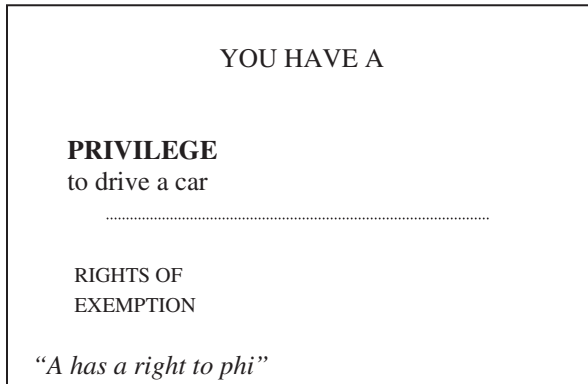 YOU HAVE A
PRIVILEGE
to drive a car
RIGHTS OF
EXEMPTION
“A has a right to phi”